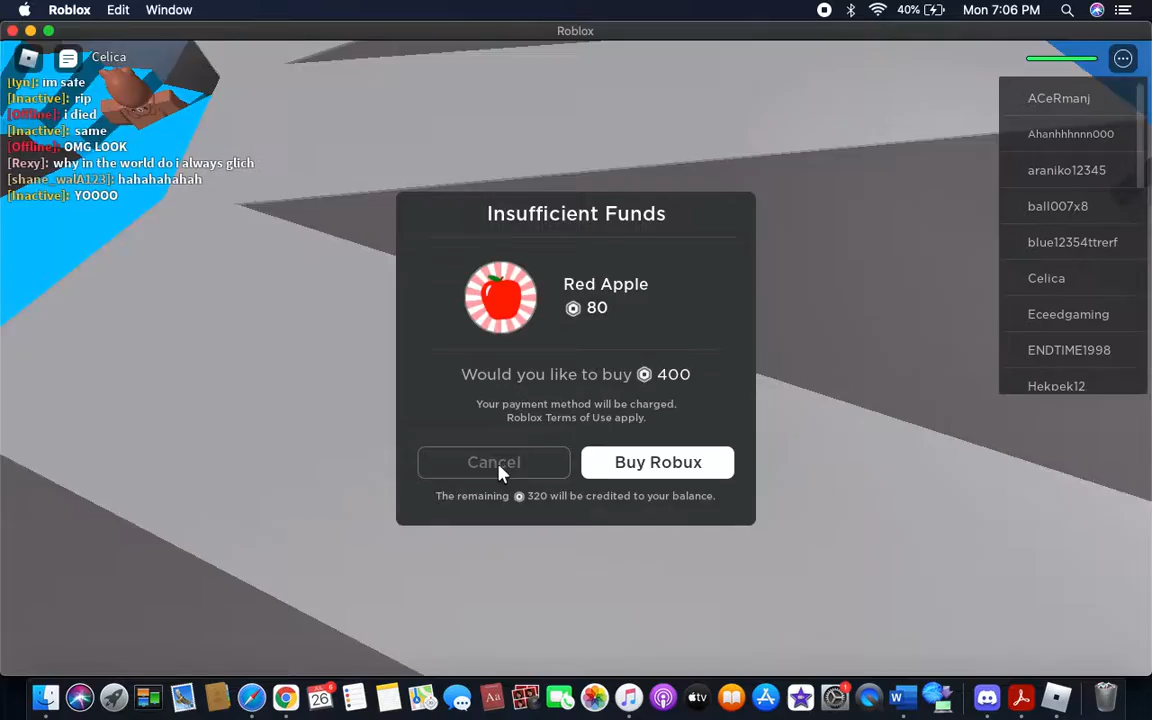 Roblox Edit Window
40% Mon 7:06 PM
Roblox
Celica
[lyn]: im safe
[Inactive]: rip
[Offline]: i died
[Inactive]: same
[Offline]: OMG LOOK
[Rexy]: why in the world do i always glich
[shane_walA123]: hahahahahah
[Inactive]: YOOOO
ACeRmanj
Ahanhhhnnn000
araniko12345
ball007x8
blue12354ttrerf
Celica
Eceedgaming
ENDTIME1998
Hekpek12
Insufficient Funds
Red Apple
80
Would you like to buy 400
Your payment method will be charged.
Roblox Terms of Use apply.
Cancel
Buy Robux
The remaining 320 will be credited to your balance.
JUL
26
Aa
tv
W